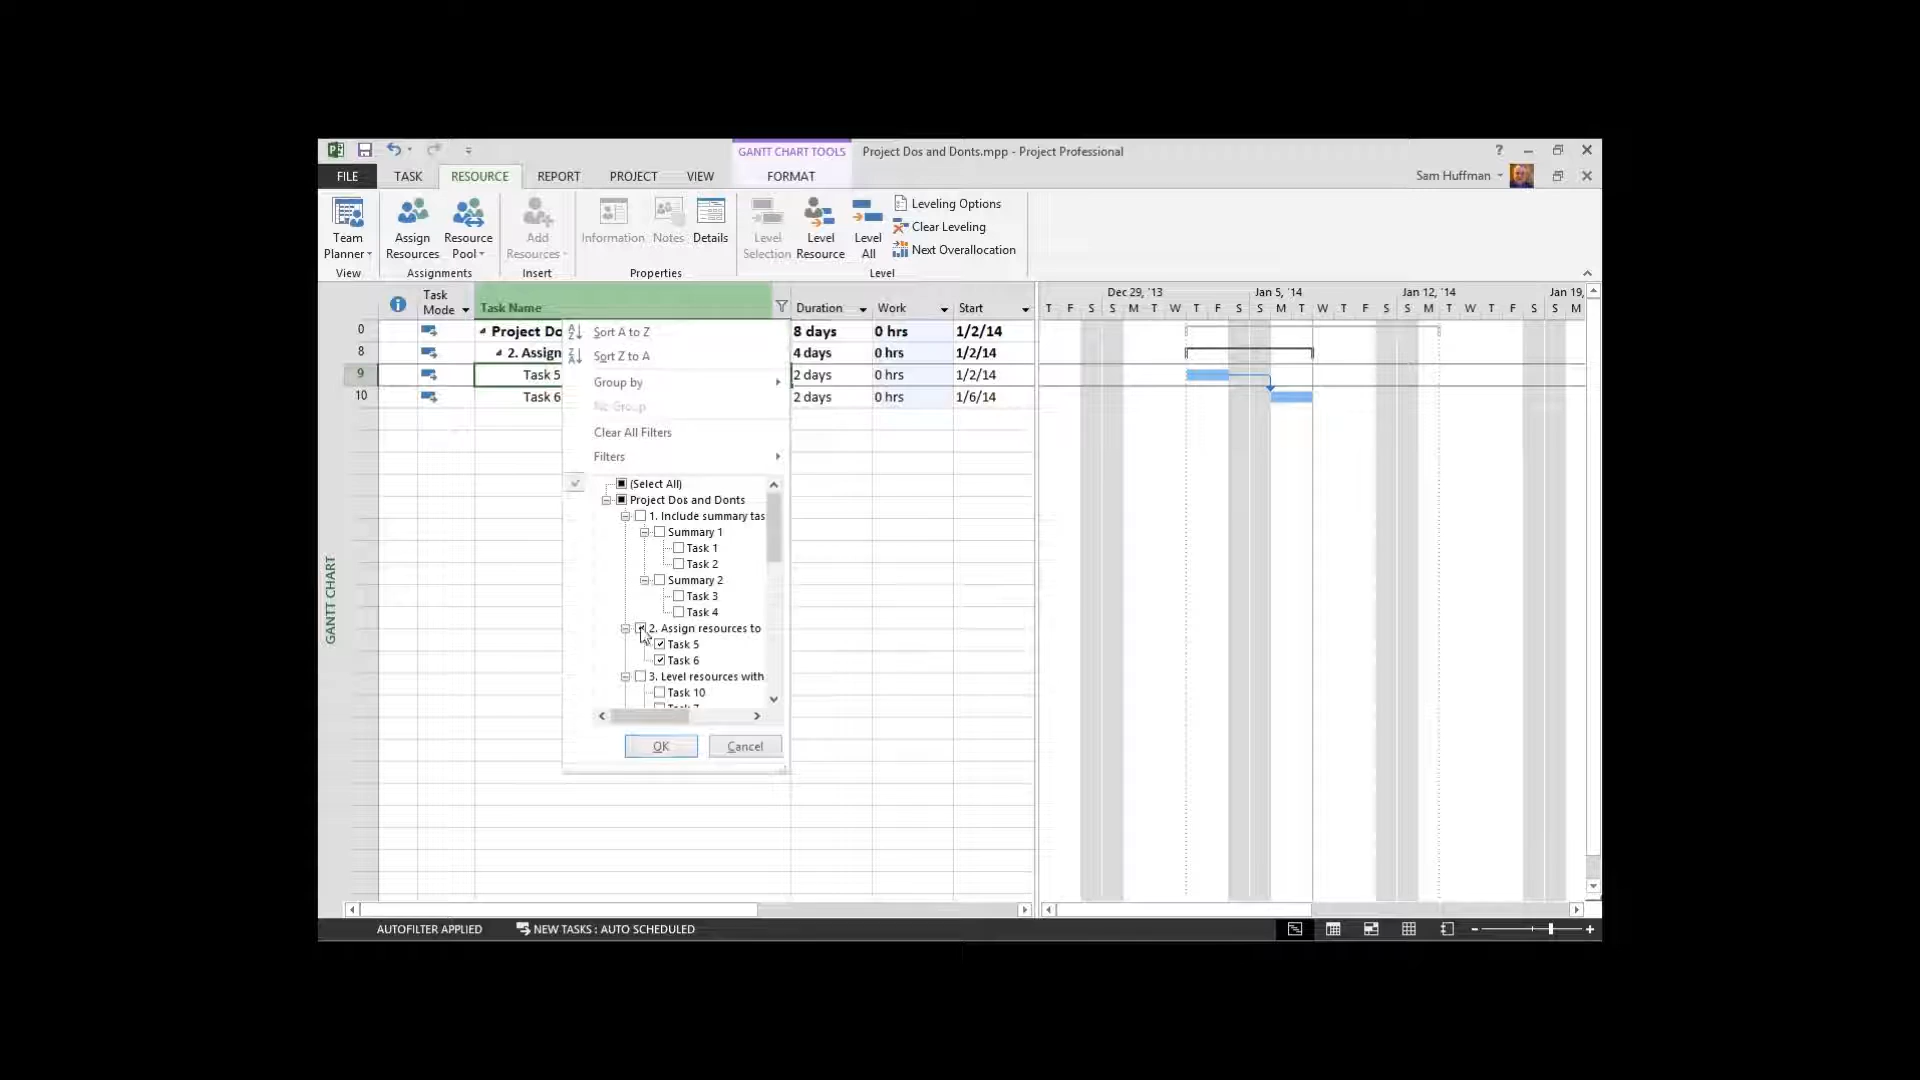 GANTT CHART TOOLS
Project Dos and Donts.mpp - Project Professional
?
FILE
TASK
RESOURCE
REPORT
PROJECT
VIEW
FORMAT
Sam Huffman
Team Planner
Assign Resources
Resource Pool
Add Resources
Information
Notes
Details
Level Selection
Level Resource
Level All
Leveling Options
Clear Leveling
Next Overallocation
View
Assignments
Insert
Properties
Level
Task Mode
Task Name
Duration
Work
Start
Dec 29, '13
Jan 5, '14
Jan 12, '14
Jan 19,
T F S S M T W T F S S M T W T F S S M T W T F S S M
0 Project Do 8 days 0 hrs 1/2/14
8 2. Assign 4 days 0 hrs 1/2/14
9 Task 5 2 days 0 hrs 1/2/14
10 Task 6 2 days 0 hrs 1/6/14
Sort A to Z
Sort Z to A
Group by
No Group
Clear All Filters
Filters
(Select All)
Project Dos and Donts
1. Include summary tas
Summary 1
Task 1
Task 2
Summary 2
Task 3
Task 4
2. Assign resources to
Task 5
Task 6
3. Level resources with
Task 10
OK
Cancel
GANTT CHART
AUTOFILTER APPLIED
NEW TASKS : AUTO SCHEDULED